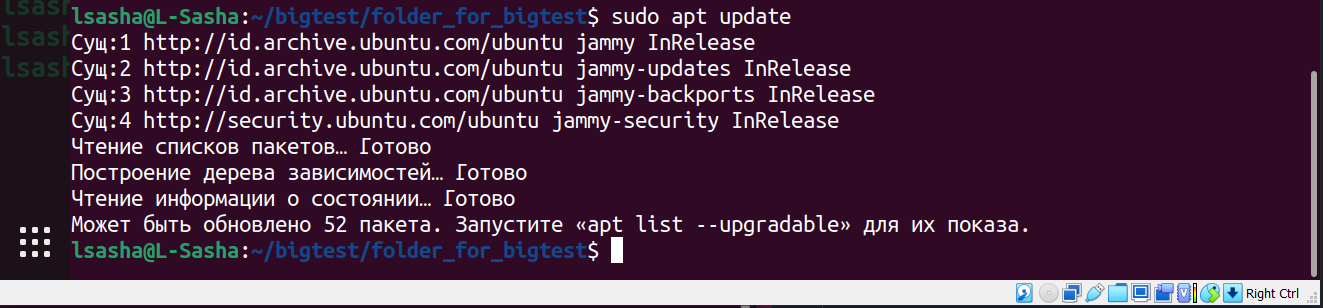 lsasha@L-Sasha:~/bigtest/folder_for_bigtest$ sudo apt update
Сущ:1 http://id.archive.ubuntu.com/ubuntu jammy InRelease
Сущ:2 http://id.archive.ubuntu.com/ubuntu jammy-updates InRelease
Сущ:3 http://id.archive.ubuntu.com/ubuntu jammy-backports InRelease
Сущ:4 http://security.ubuntu.com/ubuntu jammy-security InRelease
Чтение списков пакетов… Готово
Построение дерева зависимостей… Готово
Чтение информации о состоянии… Готово
Может быть обновлено 52 пакета. Запустите «apt list --upgradable» для их показа.
lsasha@L-Sasha:~/bigtest/folder_for_bigtest$
Right Ctrl